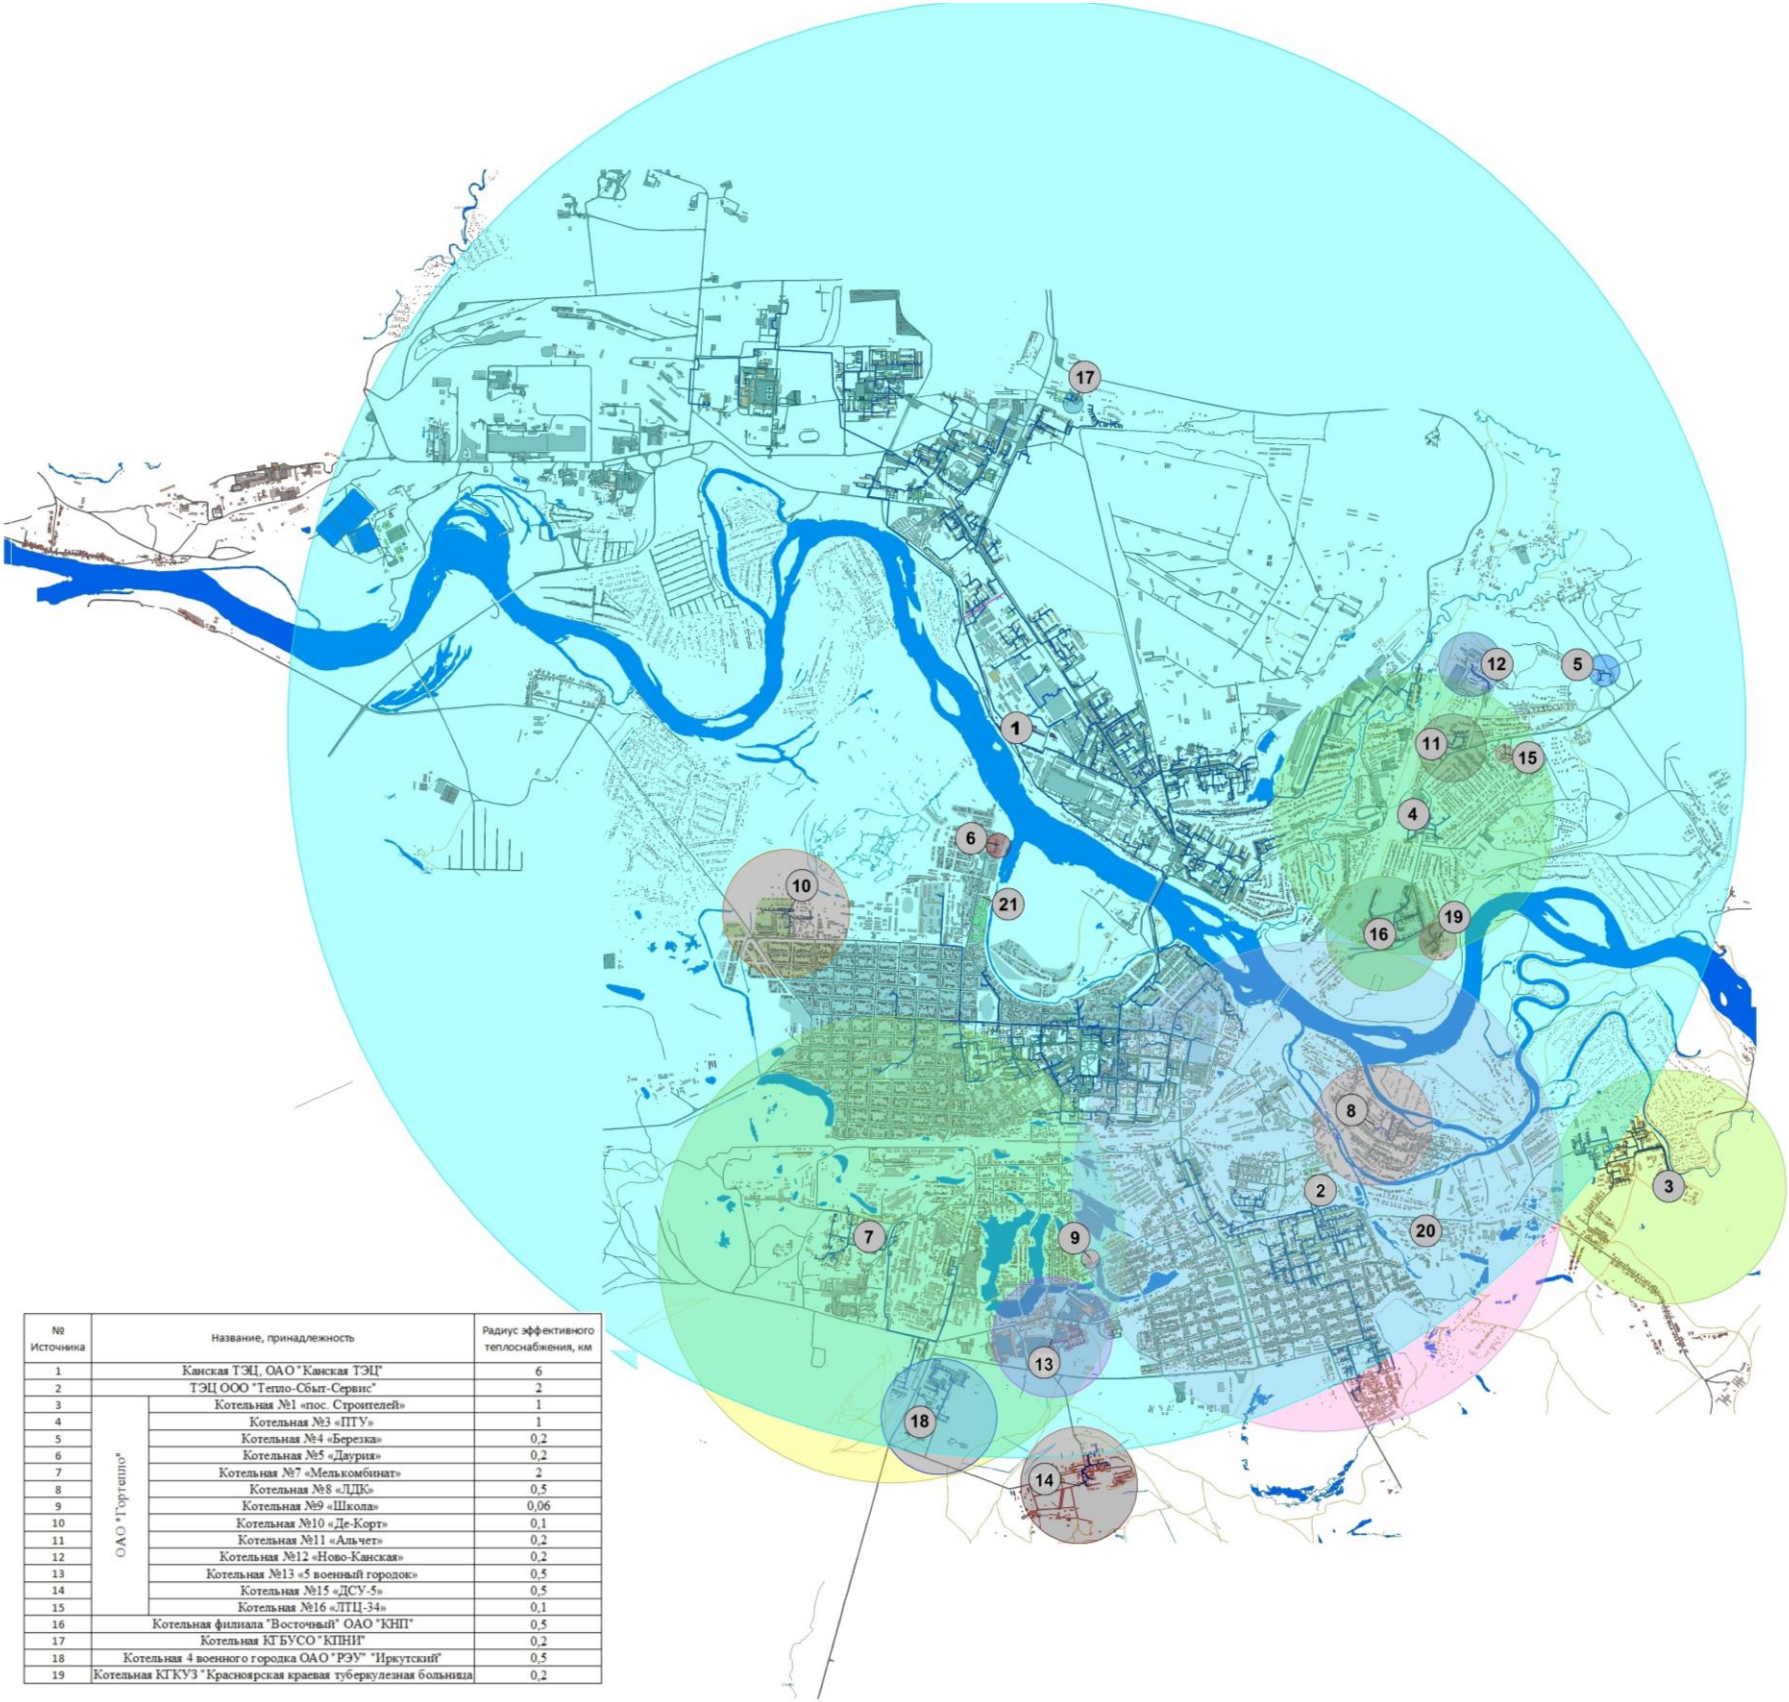 17
12
5
1
11
15
4
6
10
21
19
16
8
2
3
7
9
20
13
18
14
№ Источника Название, принадлежность Радиус эффективного теплоснабжения, км
1 Канская ТЭЦ, ОАО "Канская ТЭЦ" 6
2 ТЭЦ ООО "Тепло-Сбыт-Сервис" 2
ОАО "Гортепло"
3 Котельная №1 «пос. Строителей» 1
4 Котельная №3 «ПТУ» 1
5 Котельная №4 «Березка» 0,2
6 Котельная №5 «Даурия» 0,2
7 Котельная №7 «Мелькомбинат» 2
8 Котельная №8 «ЛДК» 0,5
9 Котельная №9 «Школа» 0,06
10 Котельная №10 «Де-Корт» 0,1
11 Котельная №11 «Альчет» 0,2
12 Котельная №12 «Ново-Канская» 0,2
13 Котельная №13 «5 военный городок» 0,5
14 Котельная №15 «ДСУ-5» 0,5
15 Котельная №16 «ЛТЦ-34» 0,1
16 Котельная филиала "Восточный" ОАО "КНП" 0,5
17 Котельная КГБУСО "КПНИ" 0,2
18 Котельная 4 военного городка ОАО "РЭУ" "Иркутский" 0,5
19 Котельная КГКУЗ "Красноярская краевая туберкулезная больница 0,2